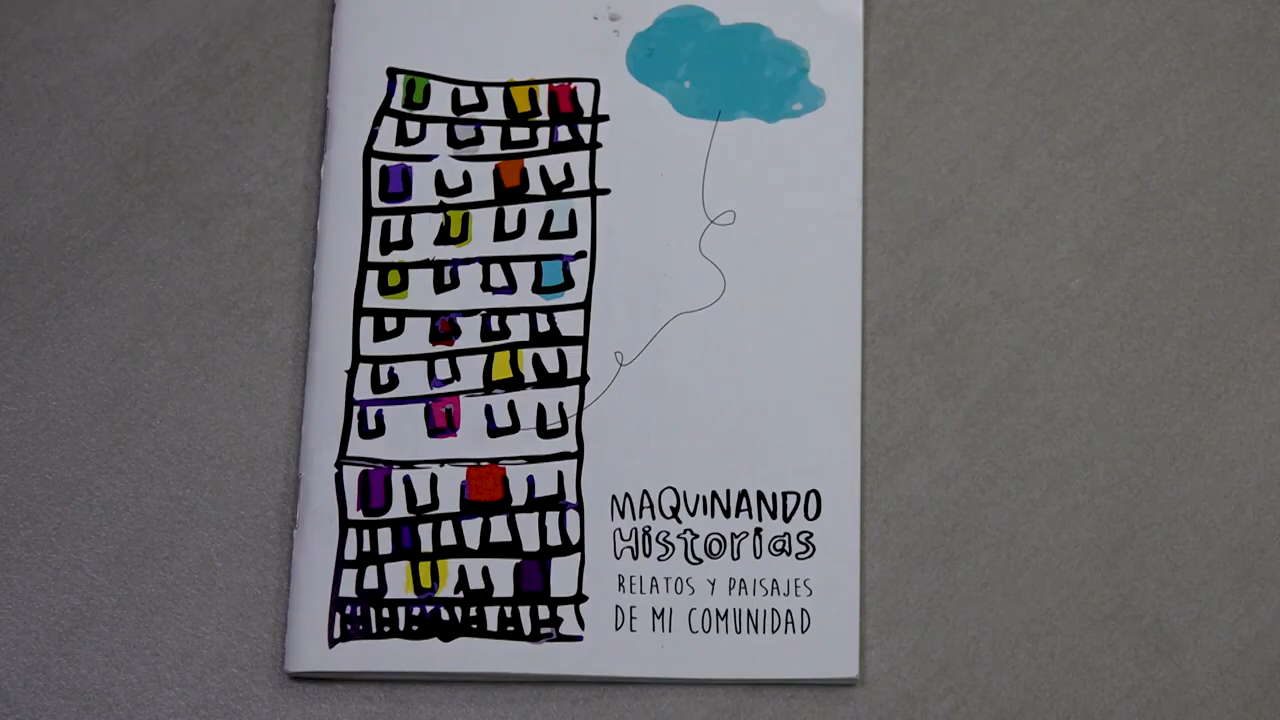 MAQUINANDO
Historias
RELATOS Y PAISAJES
DE MI COMUNIDAD